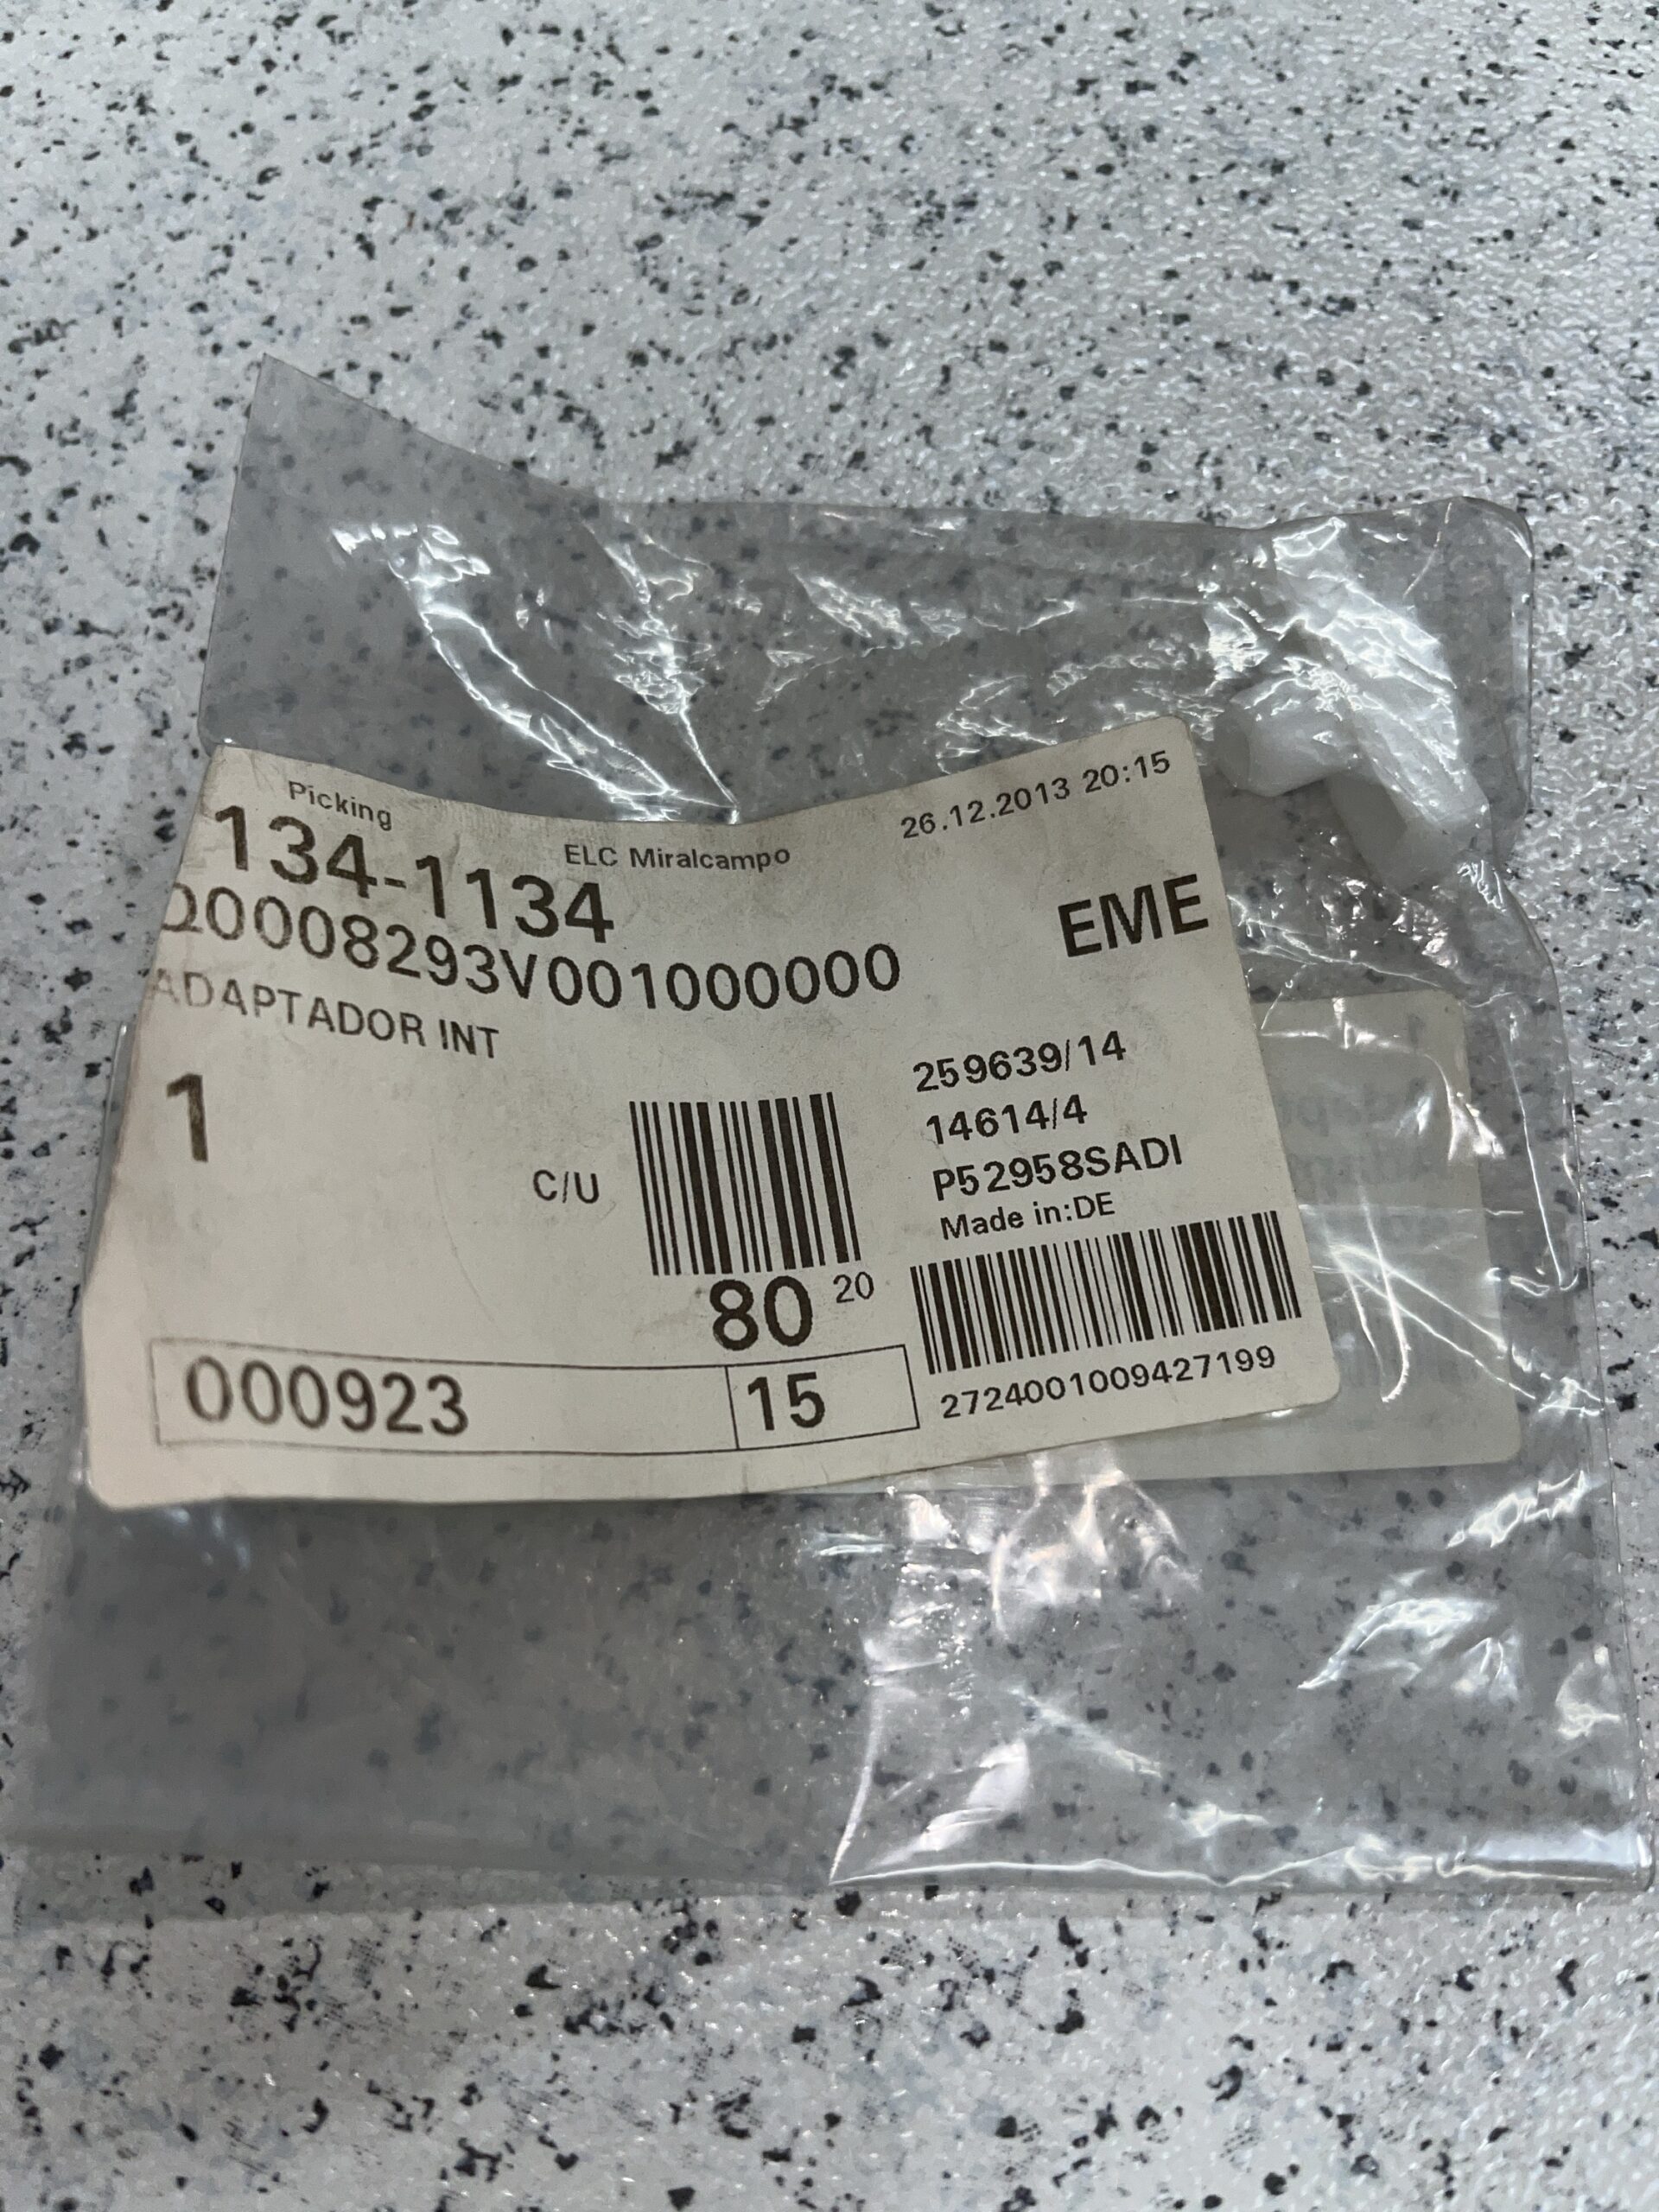 Picking
ELC Miralcampo
26.12.2013 20:15
134-1134
Q0008293V001000000
EME
ADAPTADOR INT
1
C/U
80 20
259639/14
14614/4
P52958SADI
Made in:DE
2724001009427199
000923 15